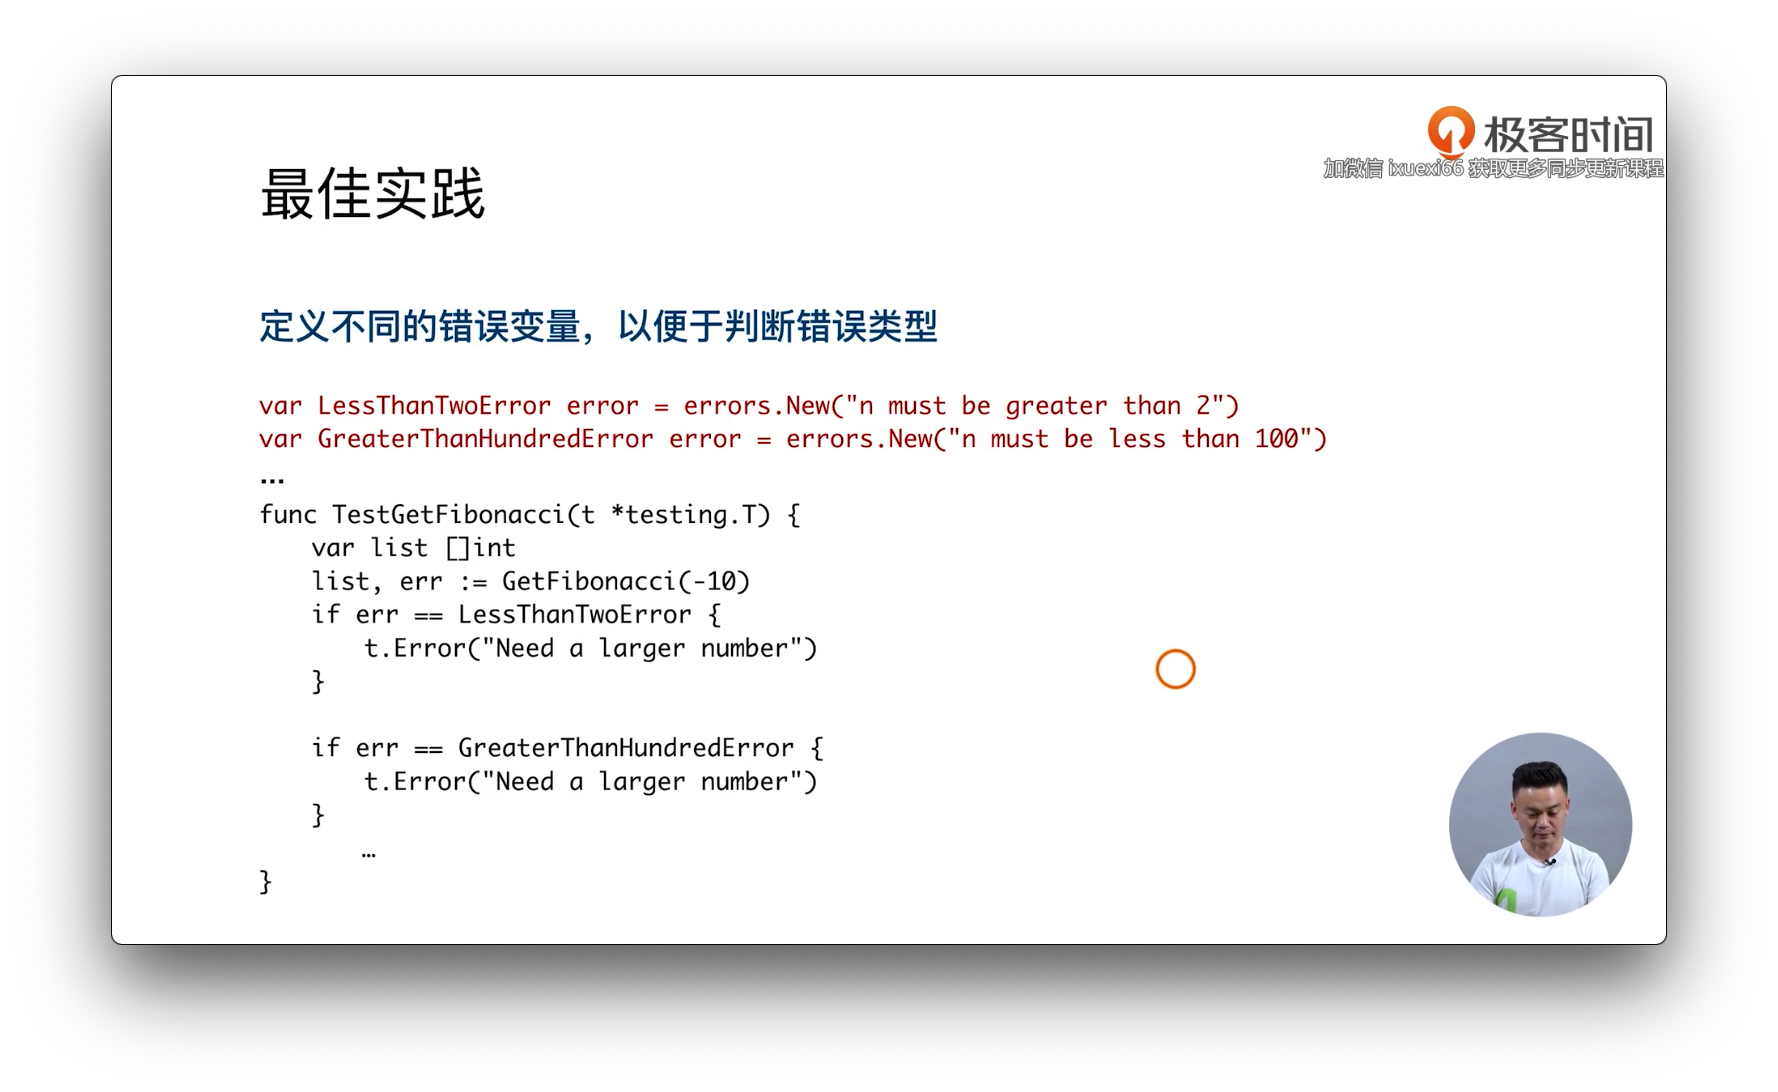 极客时间
加微信 ixuexi66 获取更多同步更新课程
最佳实践
定义不同的错误变量，以便于判断错误类型
var LessThanTwoError error = errors.New("n must be greater than 2")
var GreaterThanHundredError error = errors.New("n must be less than 100")
...
func TestGetFibonacci(t *testing.T) {
    var list []int
    list, err := GetFibonacci(-10)
    if err == LessThanTwoError {
        t.Error("Need a larger number")
    }
    if err == GreaterThanHundredError {
        t.Error("Need a larger number")
    }
        …
}